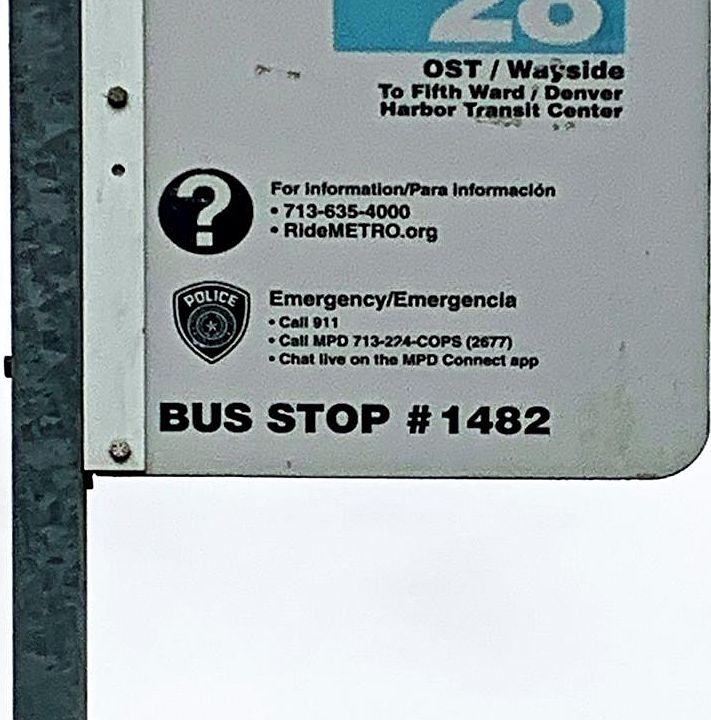 28
OST / Wayside
To Fifth Ward / Denver
Harbor Transit Center
?
For Information/Para Información
• 713-635-4000
• RideMETRO.org
POLICE
Emergency/Emergencia
• Call 911
• Call MPD 713-224-COPS (2677)
• Chat live on the MPD Connect app
BUS STOP # 1482